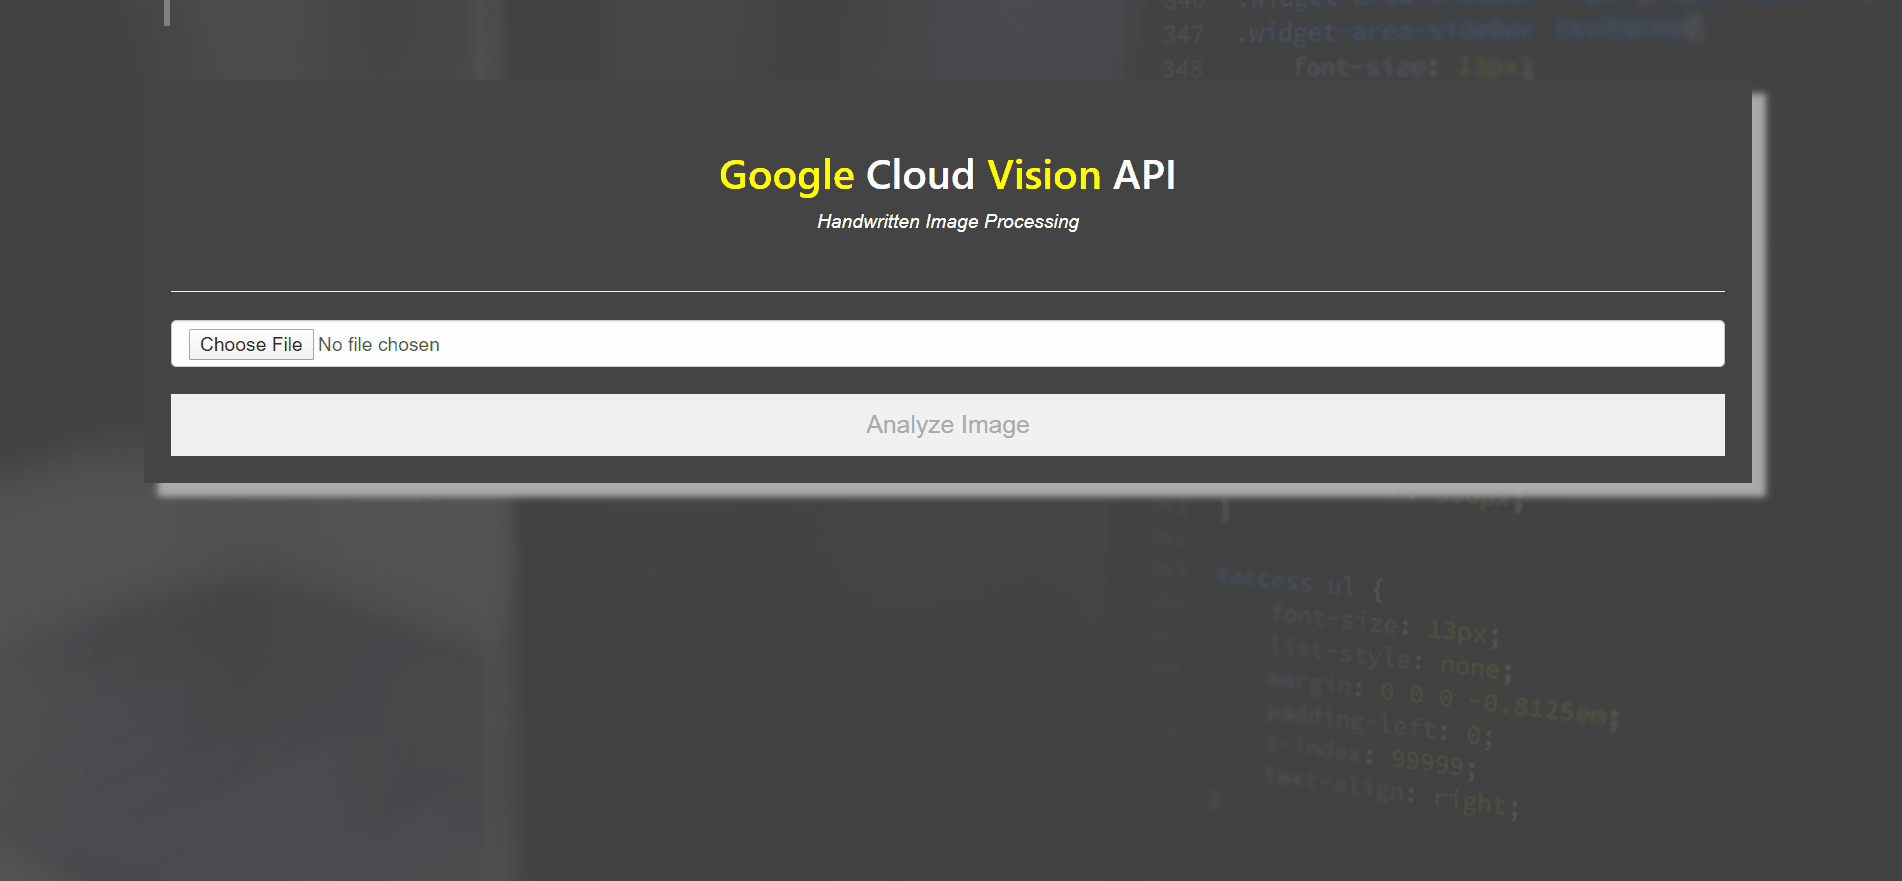 347 .widget-area-sidebar
348 font-size: 13px;
Google Cloud Vision API
Handwritten Image Processing
Choose File No file chosen
Analyze Image
}
#access ul {
font-size: 13px;
list-style: none;
margin: 0 0 0 -0.8125em;
padding-left: 0;
z-index: 99999;
text-align: right;